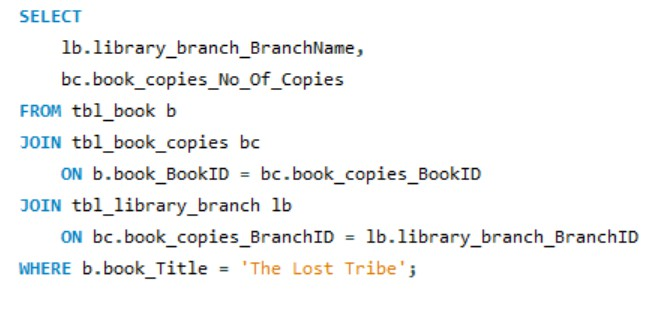 SELECT
lb.library_branch_BranchName,
bc.book_copies_No_Of_Copies
FROM tbl_book b
JOIN tbl_book_copies bc
ON b.book_BookID = bc.book_copies_BookID
JOIN tbl_library_branch lb
ON bc.book_copies_BranchID = lb.library_branch_BranchID
WHERE b.book_Title = 'The Lost Tribe';